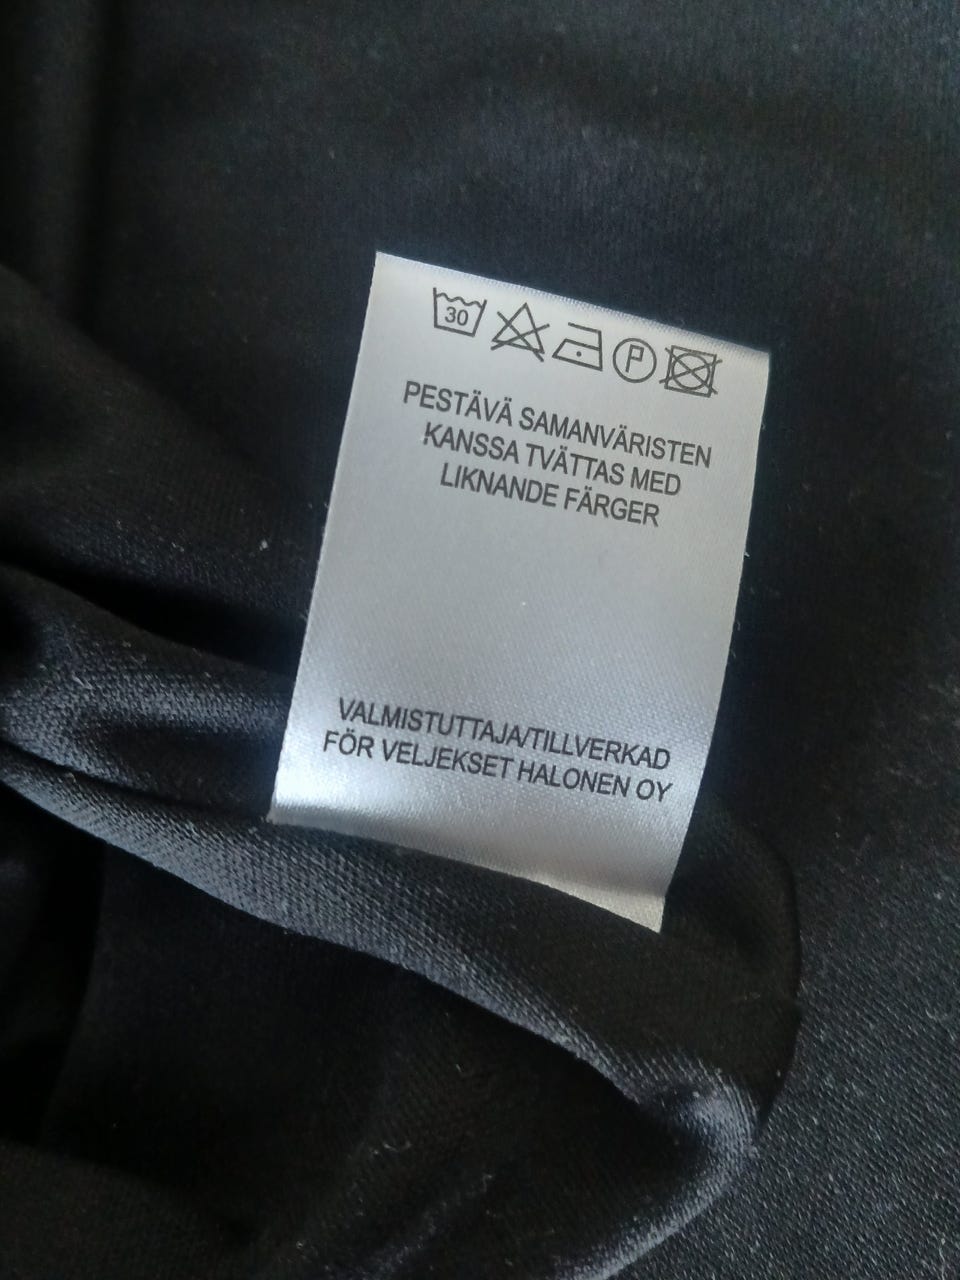 30
P
PESTÄVÄ SAMANVÄRISTEN
KANSSA TVÄTTAS MED
LIKNANDE FÄRGER
VALMISTUTTAJA/TILLVERKAD
FÖR VELJEKSET HALONEN OY